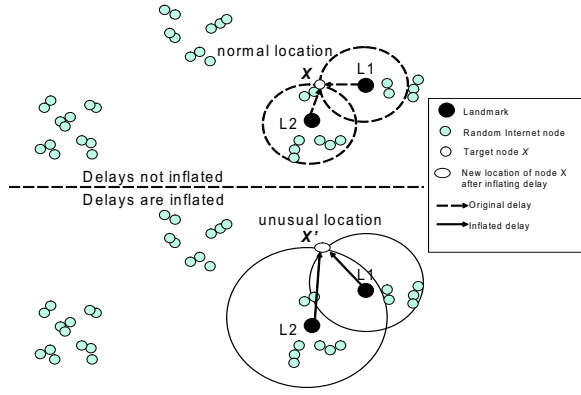 normal location
L1
X
L2
Delays not inflated
Delays are inflated
unusual location
X'
L1
L2
Landmark
Random Internet node
Target node X
New location of node X
after inflating delay
Original delay
Inflated delay